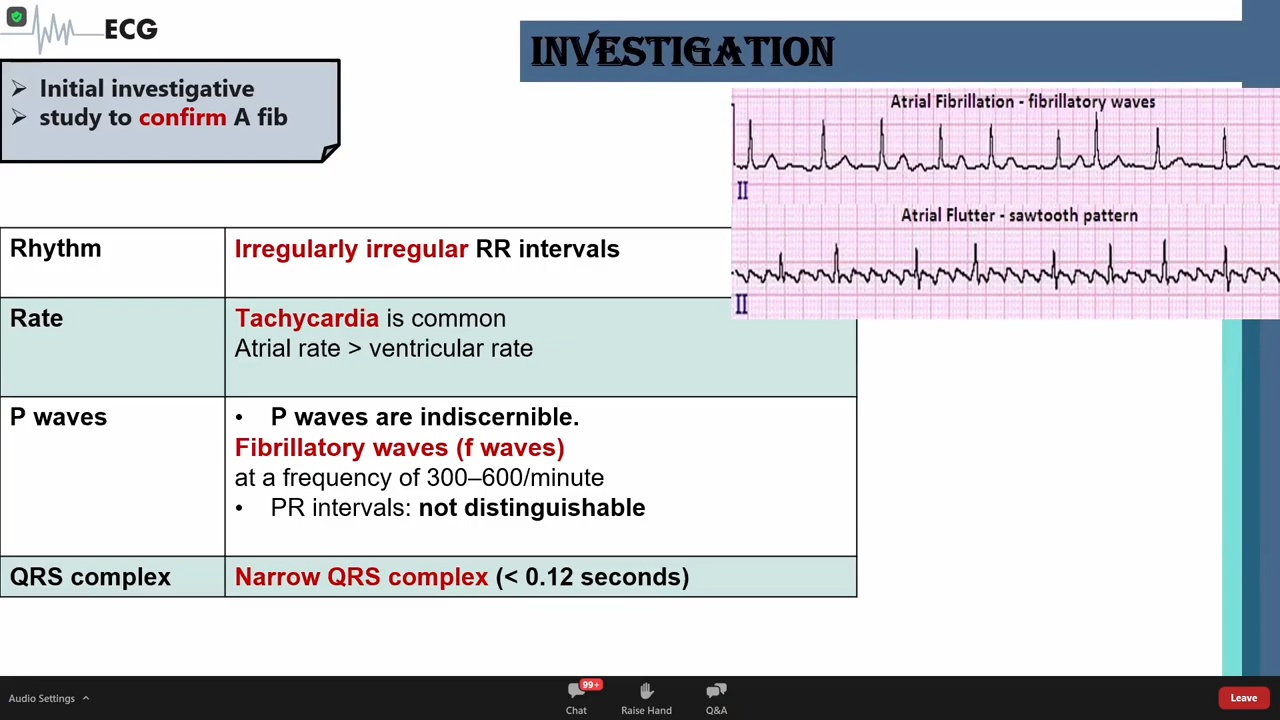 ECG
INVESTIGATION
➢ Initial investigative
➢ study to confirm A fib
Atrial Fibrillation - fibrillatory waves
II
Atrial Flutter - sawtooth pattern
II
Rhythm
Irregularly irregular RR intervals
Rate
Tachycardia is common
Atrial rate > ventricular rate
P waves
• P waves are indiscernible.
Fibrillatory waves (f waves)
at a frequency of 300–600/minute
• PR intervals: not distinguishable
QRS complex
Narrow QRS complex (< 0.12 seconds)
Audio Settings
99+
Chat
Raise Hand
Q&A
Leave